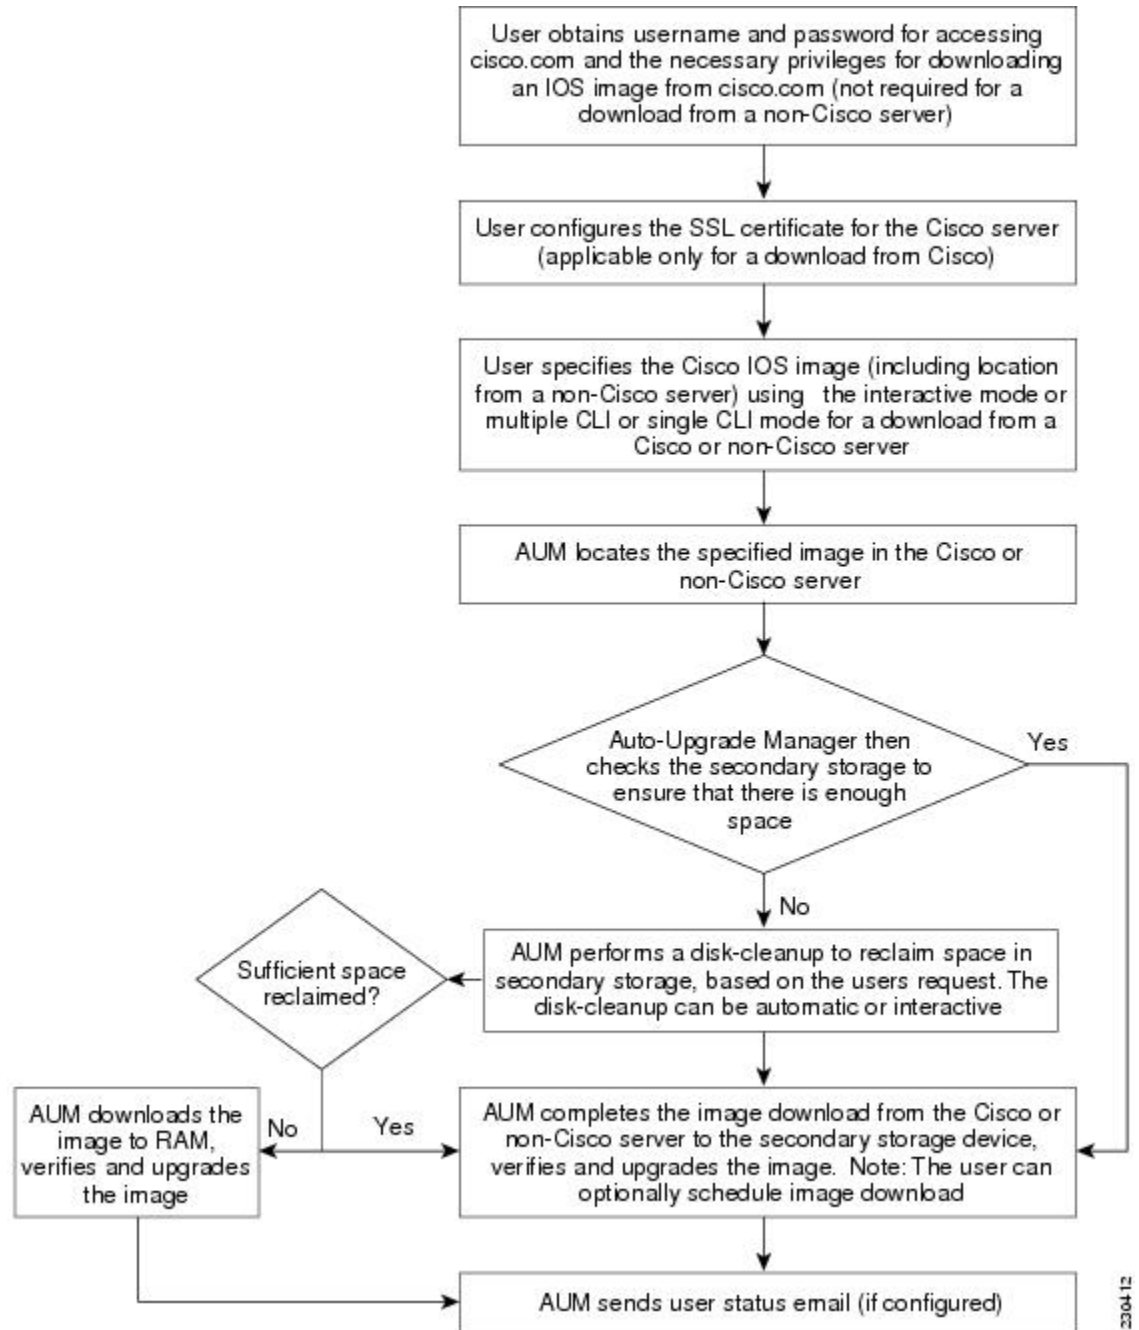 User obtains username and password for accessing
cisco.com and the necessary privileges for downloading
an IOS image from cisco.com (not required for a
download from a non-Cisco server)
User configures the SSL certificate for the Cisco server
(applicable only for a download from Cisco)
User specifies the Cisco IOS image (including location
from a non-Cisco server) using the interactive mode or
multiple CLI or single CLI mode for a download from a
Cisco or non-Cisco server
AUM locates the specified image in the Cisco or
non-Cisco server
Auto-Upgrade Manager then
checks the secondary storage to
ensure that there is enough
space
Yes
No
AUM performs a disk-cleanup to reclaim space in
secondary storage, based on the users request. The
disk-cleanup can be automatic or interactive
Sufficient space
reclaimed?
No
Yes
AUM downloads the
image to RAM,
verifies and upgrades
the image
AUM completes the image download from the Cisco or
non-Cisco server to the secondary storage device,
verifies and upgrades the image. Note: The user can
optionally schedule image download
AUM sends user status email (if configured)
230412